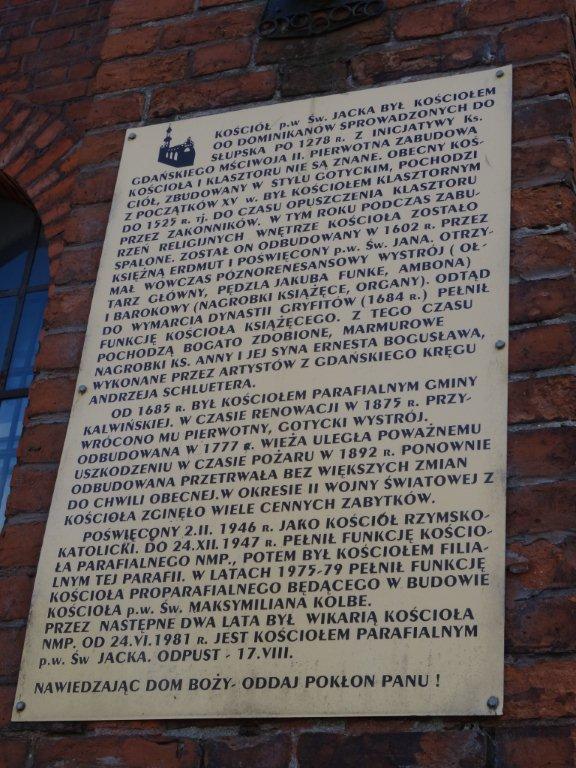 KOŚCIÓŁ p.w Św. JACKA BYŁ KOŚCIOŁEM
OO DOMINIKANÓW SPROWADZONYCH DO
SŁUPSKA PO 1278 R. Z INICJATYWY Ks.
GDAŃSKIEGO MŚCIWOJA II. PIERWOTNA ZABUDOWA
KOŚCIOŁA I KLASZTORU NIE SĄ ZNANE. OBECNY KOŚ-
CIÓŁ, ZBUDOWANY W STYLU GOTYCKIM, POCHODZI
Z POCZĄTKÓW XV w. BYŁ KOŚCIOŁEM KLASZTORNYM
DO 1525 R. tj. DO CZASU OPUSZCZENIA KLASZTORU
PRZEZ ZAKONNIKÓW. W TYM ROKU PODCZAS ZABU-
RZEŃ RELIGIJNYCH WNĘTRZE KOŚCIOŁA ZOSTAŁO
SPALONE. ZOSTAŁ ON ODBUDOWANY W 1602 R. PRZEZ
KSIĘŻNĄ ERDMUT I POŚWIĘCONY p.w. Św. JANA. OTRZY-
MAŁ WÓWCZAS PÓZNORENESANSOWY WYSTRÓJ ( OŁ-
TARZ GŁÓWNY, PĘDZLA JAKUBA FUNKE, AMBONA)
I BAROKOWY (NAGROBKI KSIĄŻĘCE, ORGANY). ODTĄD
DO WYMARCIA DYNASTII GRYFITÓW (1684 R.) PEŁNIŁ
FUNKCJĘ KOŚCIOŁA KSIĄŻĘCEGO. Z TEGO CZASU
POCHODZĄ BOGATO ZDOBIONE, MARMUROWE
NAGROBKI KS. ANNY I JEJ SYNA ERNESTA BOGUSŁAWA,
WYKONANE PRZEZ ARTYSTÓW Z GDAŃSKIEGO KRĘGU
ANDRZEJA SCHLUETERA.
OD 1685 R. BYŁ KOŚCIOŁEM PARAFIALNYM GMINY
KALWIŃSKIEJ. W CZASIE RENOWACJI W 1875 R. PRZY-
WRÓCONO MU PIERWOTNY, GOTYCKI WYSTRÓJ.
ODBUDOWANA W 1777 R. WIEŻA ULEGŁA POWAŻNEMU
USZKODZENIU W CZASIE POŻARU W 1892 R. PONOWNIE
ODBUDOWANA PRZETRWAŁA BEZ WIĘKSZYCH ZMIAN
DO CHWILI OBECNEJ.W OKRESIE II WOJNY ŚWIATOWEJ Z
KOŚCIOŁA ZGINĘŁO WIELE CENNYCH ZABYTKÓW.
POŚWIĘCONY 2.II. 1946 R. JAKO KOŚCIÓŁ RZYMSKO-
KATOLICKI. DO 24.XII.1947 R. PEŁNIŁ FUNKCJĘ KOŚCIO-
ŁA PARAFIALNEGO NMP., POTEM BYŁ KOŚCIOŁEM FILIA-
LNYM TEJ PARAFII. W LATACH 1975-79 PEŁNIŁ FUNKCJĘ
KOŚCIOŁA PROPARAFIALNEGO BĘDĄCEGO W BUDOWIE
KOŚCIOŁA p.w. Św. MAKSYMILIANA KOLBE.
PRZEZ NASTĘPNE DWA LATA BYŁ WIKARIĄ KOŚCIOŁA
NMP. OD 24.VI.1981 R. JEST KOŚCIOŁEM PARAFIALNYM
p.w. Św JACKA. ODPUST - 17.VIII.
NAWIEDZAJĄC DOM BOŻY- ODDAJ POKŁON PANU !